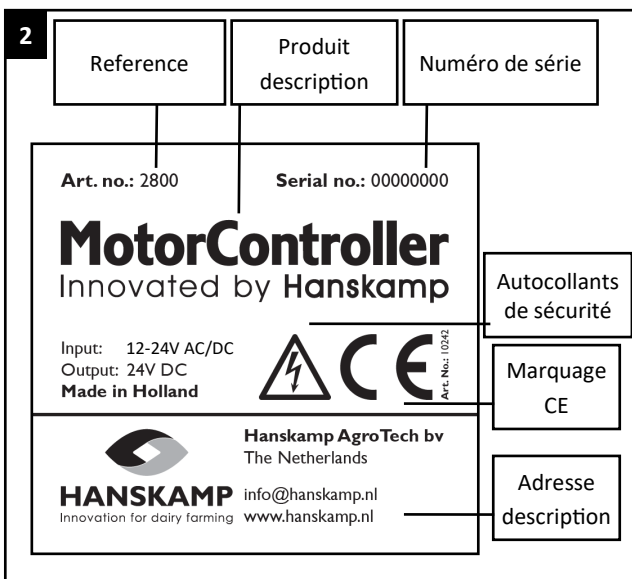 2
Reference
Produit
description
Numéro de série
Art. no.: 2800
Serial no.: 00000000
MotorController
Innovated by Hanskamp
Autocollants
de sécurité
Input: 12-24V AC/DC
Output: 24V DC
Made in Holland
CE
Art. No.: 10242
Marquage
CE
Hanskamp AgroTech bv
The Netherlands
HANSKAMP
Innovation for dairy farming
info@hanskamp.nl
www.hanskamp.nl
Adresse
description